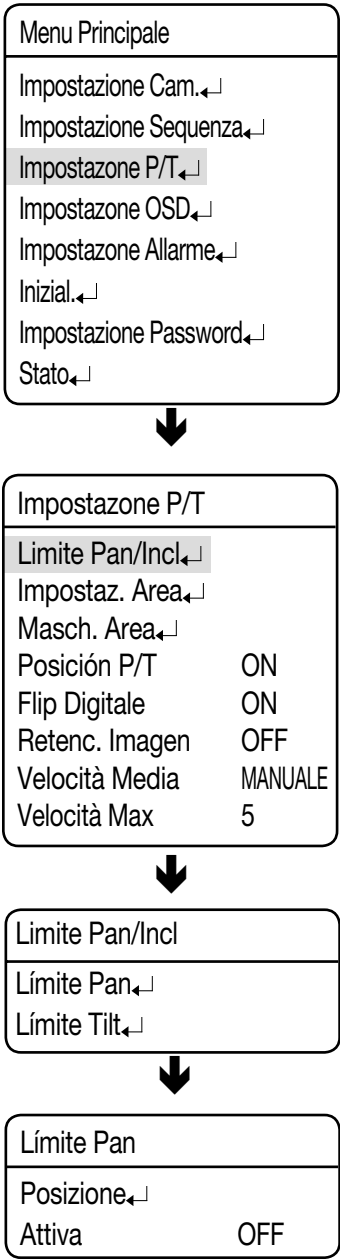 Menu Principale
Impostazione Cam.↵
Impostazione Sequenza↵
Impostazone P/T↵
Impostazone OSD↵
Impostazone Allarme↵
Inizial.↵
Impostazione Password↵
Stato↵
Impostazone P/T
Limite Pan/Incl↵
Impostaz. Area↵
Masch. Area↵
Posición P/T ON
Flip Digitale ON
Retenc. Imagen OFF
Velocità Media MANUALE
Velocità Max 5
Limite Pan/Incl
Límite Pan↵
Límite Tilt↵
Límite Pan
Posizione↵
Attiva OFF